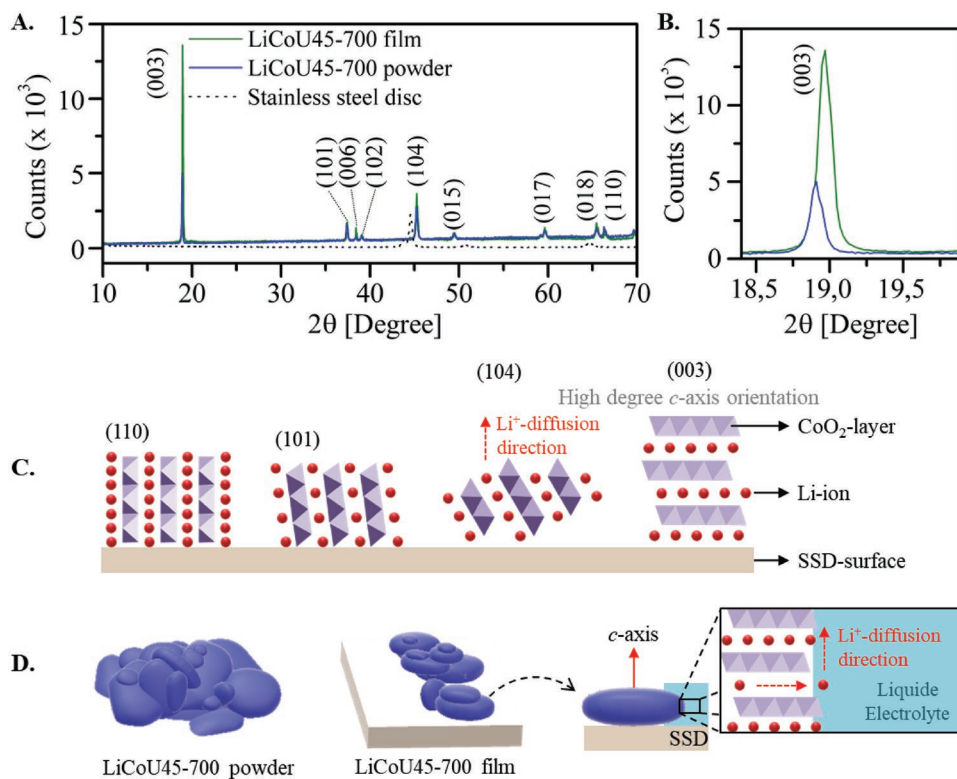 A.
LiCoU45-700 film
LiCoU45-700 powder
Stainless steel disc
(003)
(101)
(006)
(102)
(104)
(015)
(017)
(018)
(110)
15
10
5
0
Counts (x 10³)
10 20 30 40 50 60 70
2θ [Degree]
B.
(003)
15
10
5
0
Counts (x 10³)
18,5 19,0 19,5
2θ [Degree]
C.
(110)
(101)
(104)
Li⁺-diffusion
direction
(003)
High degree c-axis orientation
CoO₂-layer
Li-ion
SSD-surface
D.
LiCoU45-700 powder
LiCoU45-700 film
c-axis
SSD
Li⁺-diffusion
direction
Liquide
Electrolyte